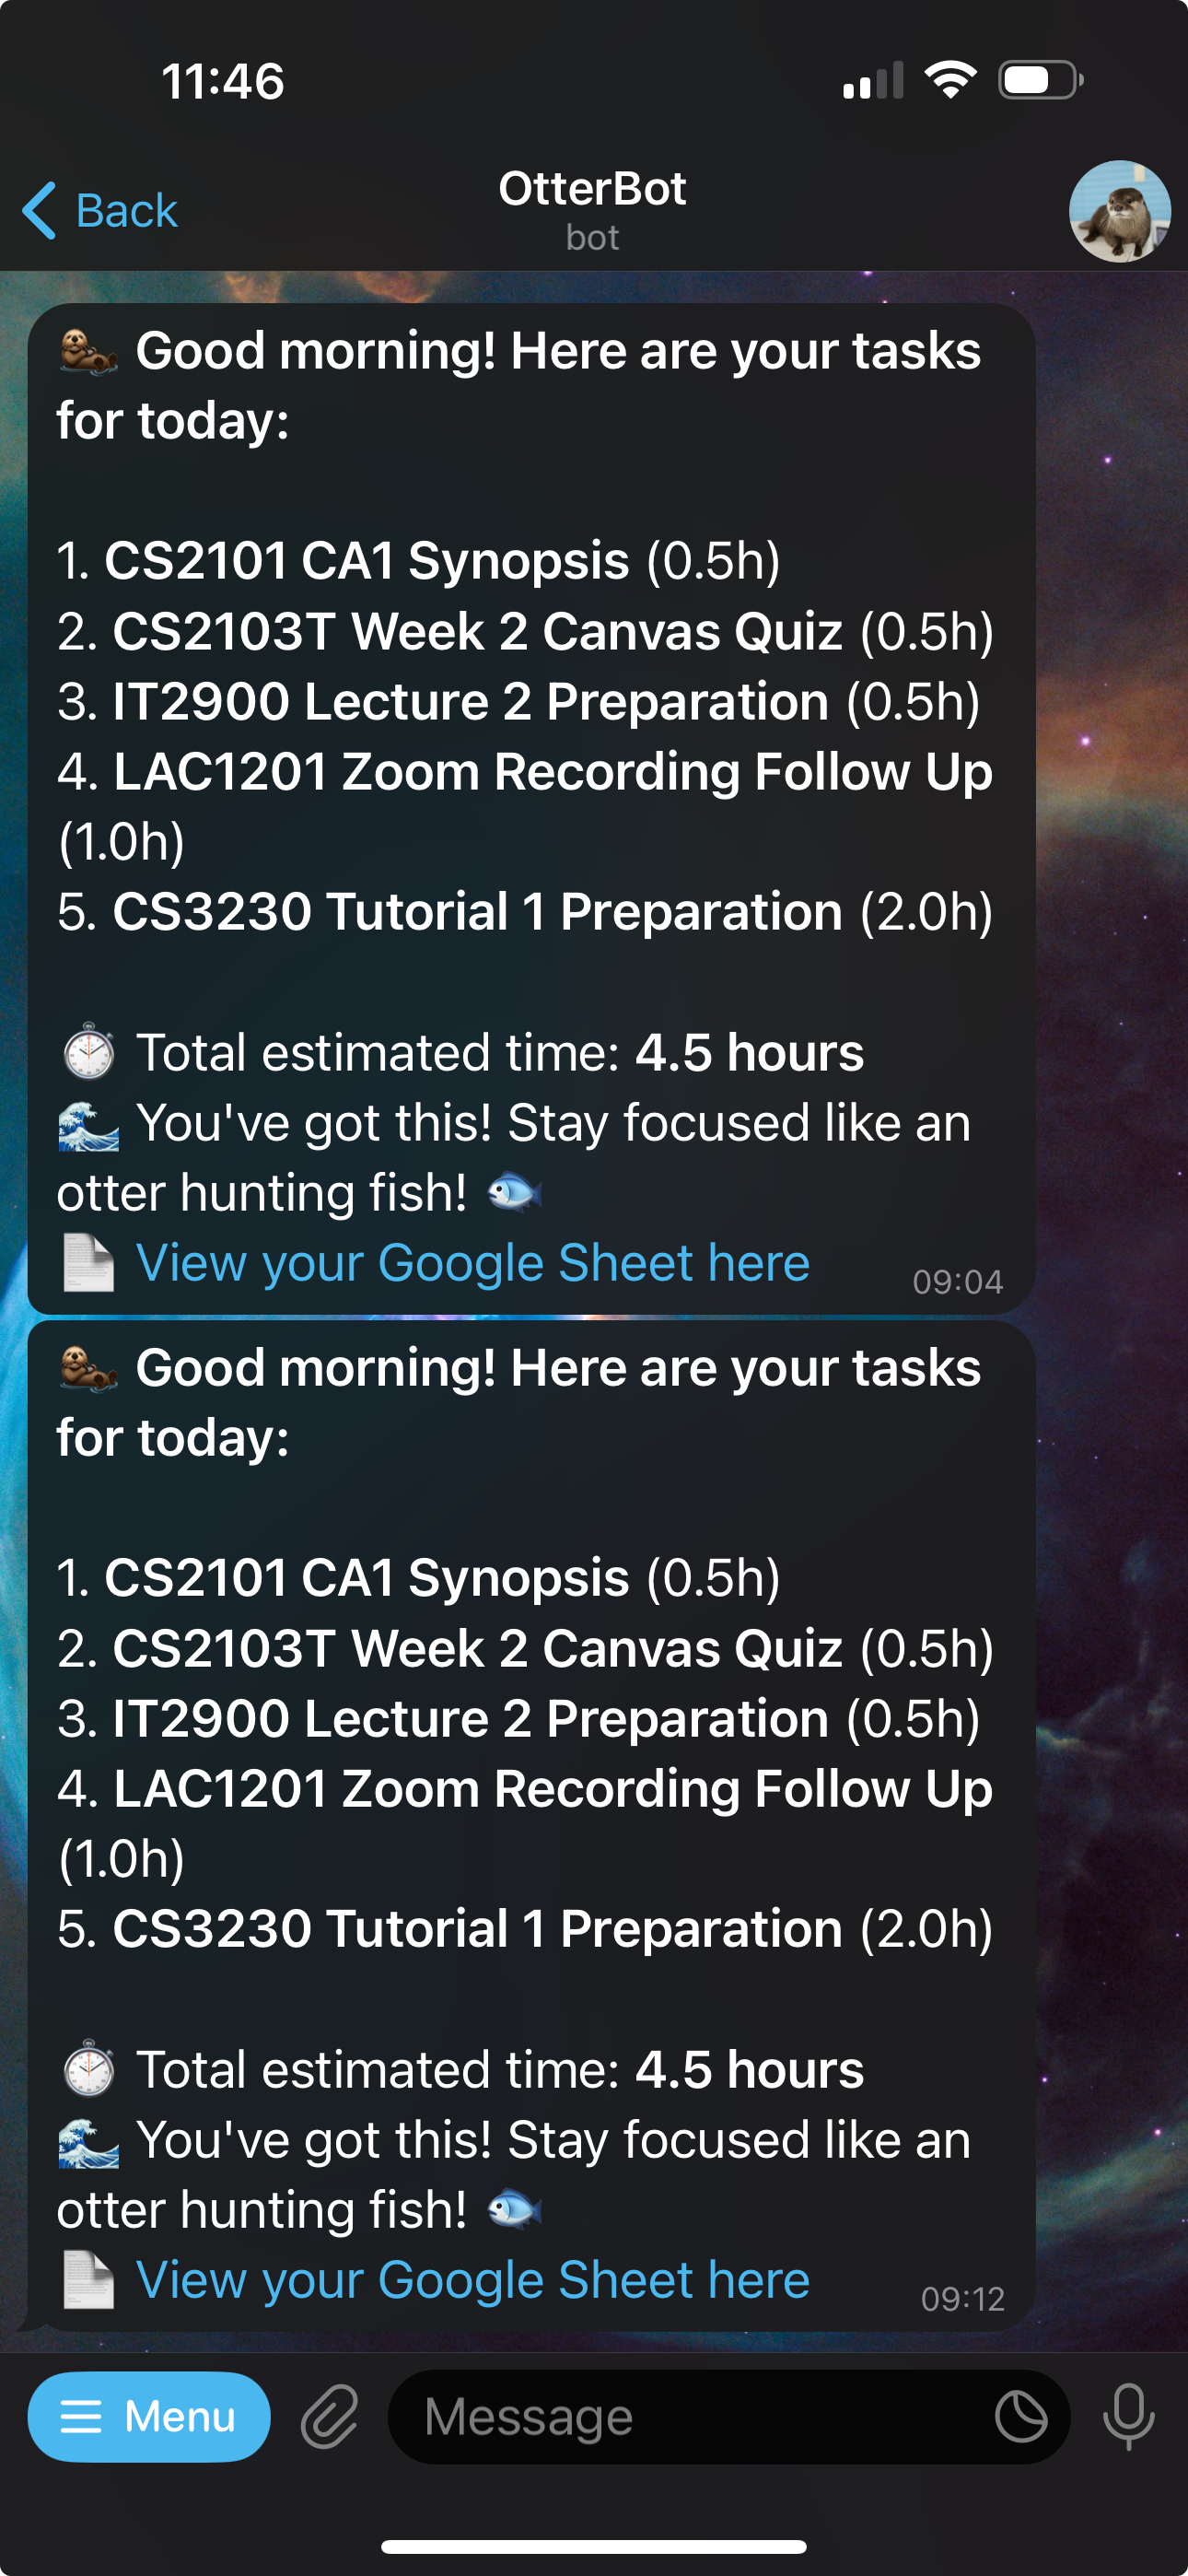 11:46
Back
OtterBot
bot
🦦 Good morning! Here are your tasks
for today:
1. CS2101 CA1 Synopsis (0.5h)
2. CS2103T Week 2 Canvas Quiz (0.5h)
3. IT2900 Lecture 2 Preparation (0.5h)
4. LAC1201 Zoom Recording Follow Up
(1.0h)
5. CS3230 Tutorial 1 Preparation (2.0h)
⏱ Total estimated time: 4.5 hours
🌊 You've got this! Stay focused like an
otter hunting fish! 🐟
📄 View your Google Sheet here
09:04
🦦 Good morning! Here are your tasks
for today:
1. CS2101 CA1 Synopsis (0.5h)
2. CS2103T Week 2 Canvas Quiz (0.5h)
3. IT2900 Lecture 2 Preparation (0.5h)
4. LAC1201 Zoom Recording Follow Up
(1.0h)
5. CS3230 Tutorial 1 Preparation (2.0h)
⏱ Total estimated time: 4.5 hours
🌊 You've got this! Stay focused like an
otter hunting fish! 🐟
📄 View your Google Sheet here
09:12
Menu
Message